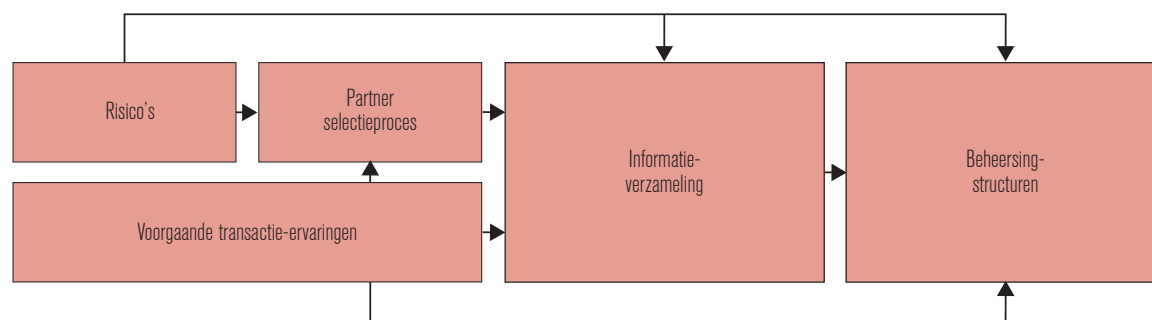 Risico's
Partner
selectieproces
Informatie-
verzameling
Beheersing-
structuren
Voorgaande transactie-ervaringen